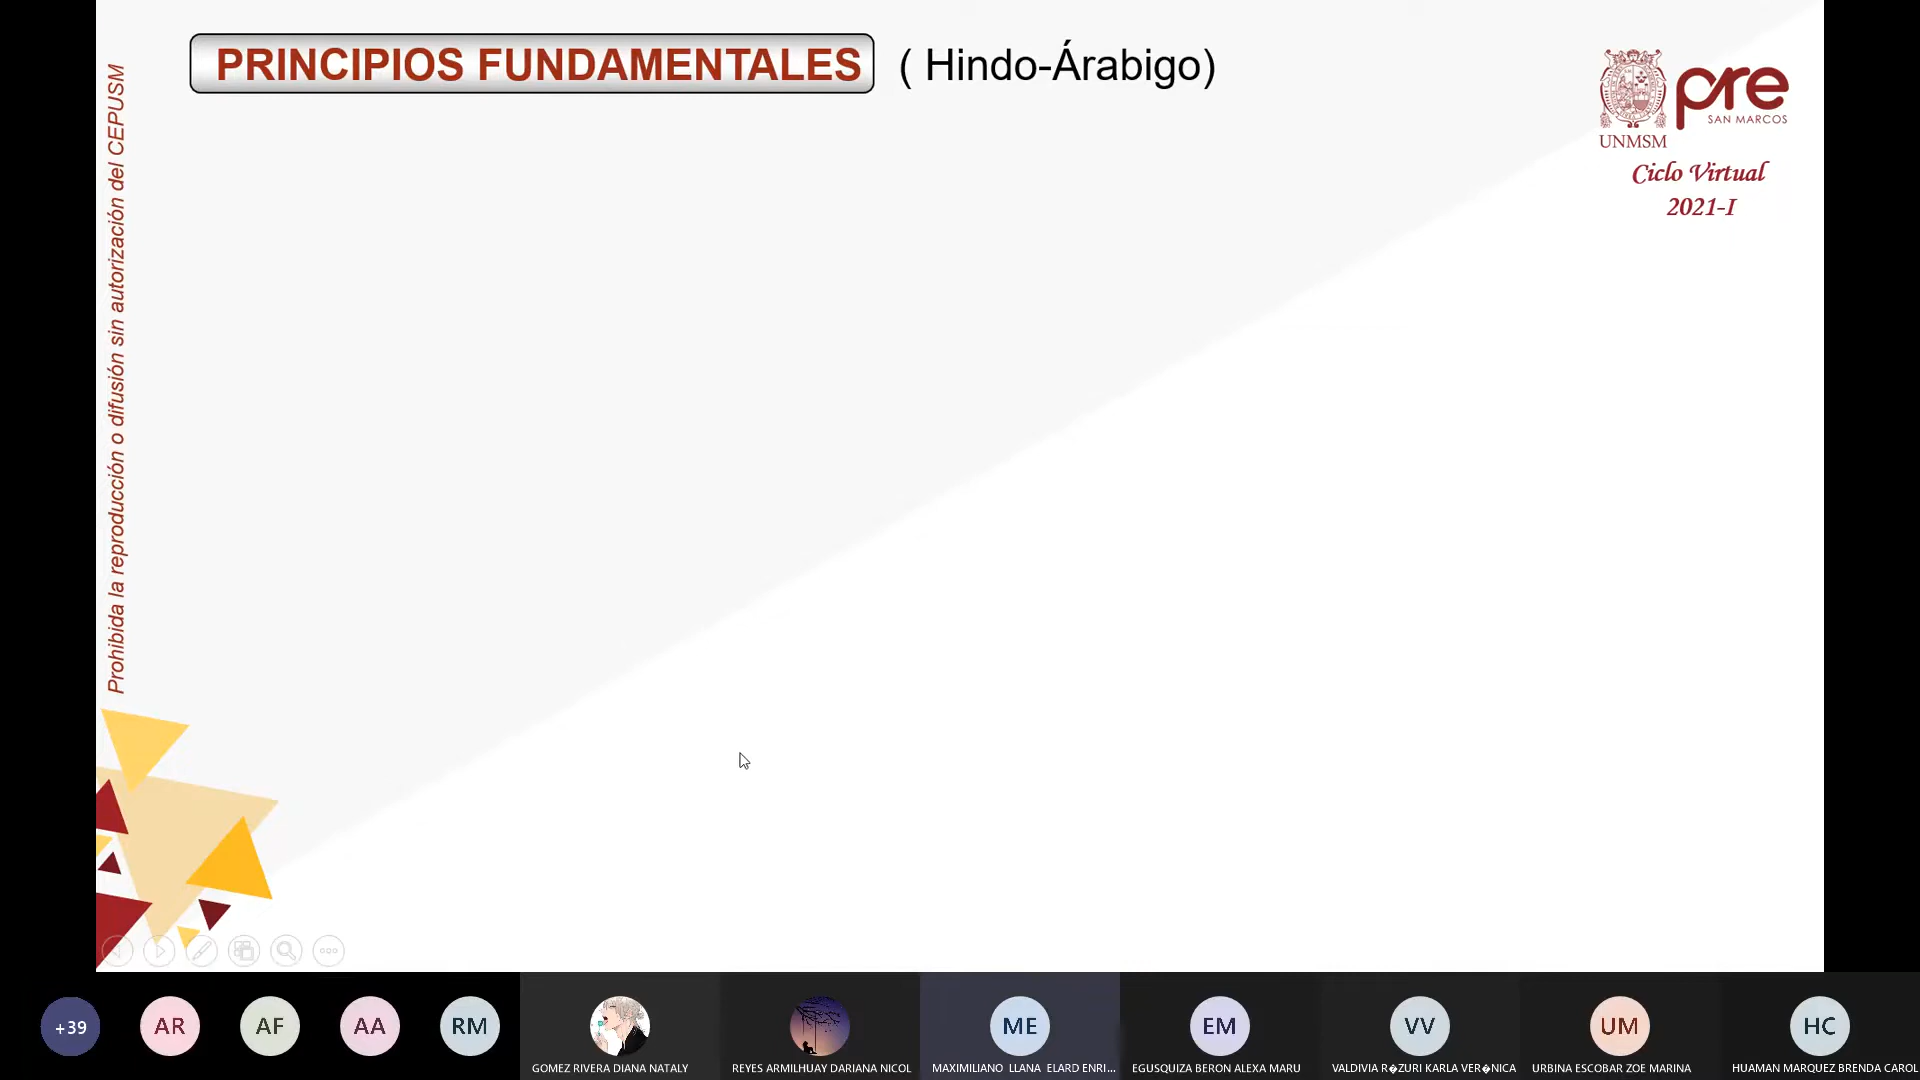 PRINCIPIOS FUNDAMENTALES ( Hindo-Árabigo)
Prohibida la reproducción o difusión sin autorización del CEPUSM
UNMSM
pre
SAN MARCOS
Ciclo Virtual
2021-I
+39
AR
AF
AA
RM
ME
EM
VV
UM
HC
GOMEZ RIVERA DIANA NATALY
REYES ARMILHUAY DARIANA NICOL
MAXIMILIANO LLANA ELARD ENRI...
EGUSQUIZA BERON ALEXA MARU
VALDIVIA R�ZURI KARLA VER�NICA
URBINA ESCOBAR ZOE MARINA
HUAMAN MARQUEZ BRENDA CAROL